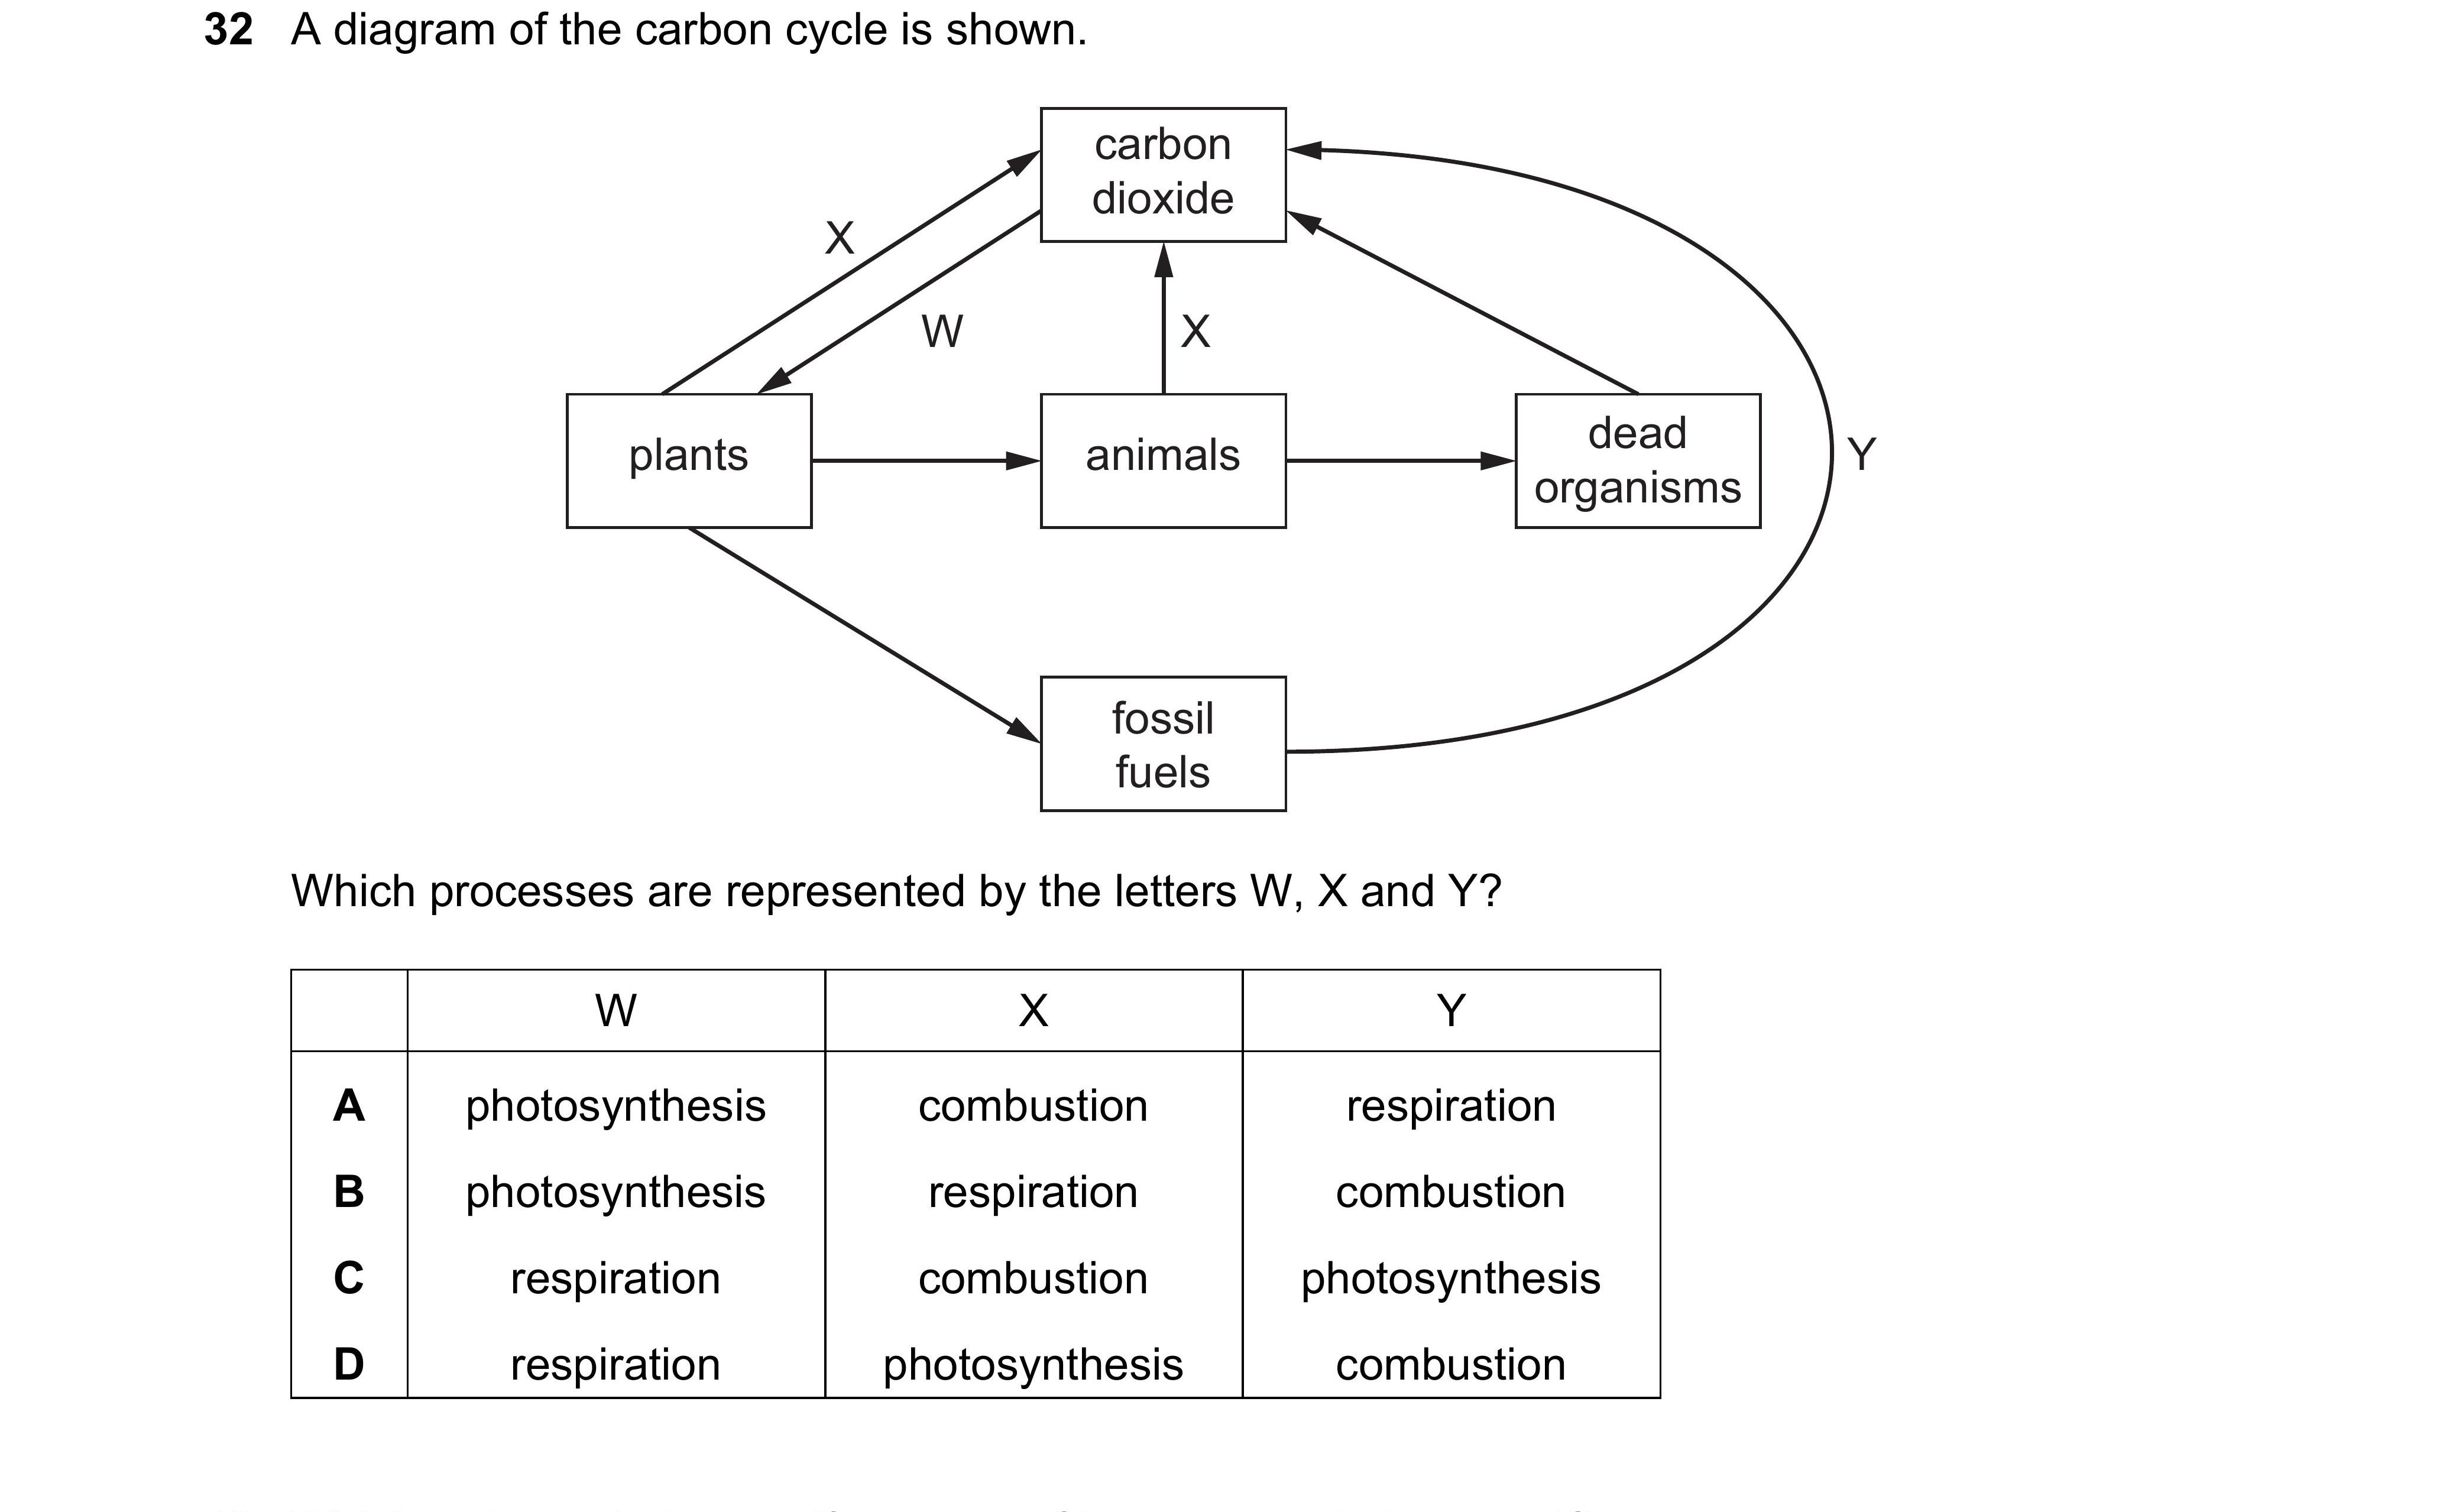 32 A diagram of the carbon cycle is shown.
carbon
dioxide
X
W
X
plants
animals
dead
organisms
Y
fossil
fuels
Which processes are represented by the letters W, X and Y?
W X Y
A photosynthesis combustion respiration
B photosynthesis respiration combustion
C respiration combustion photosynthesis
D respiration photosynthesis combustion